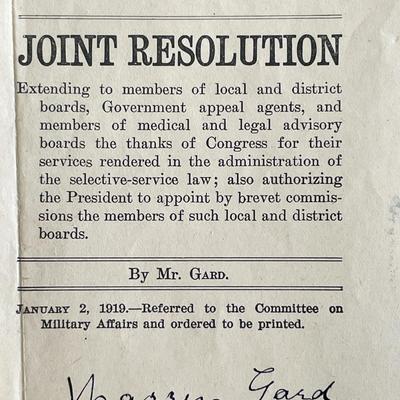 JOINT RESOLUTION
Extending to members of local and district
boards, Government appeal agents, and
members of medical and legal advisory
boards the thanks of Congress for their
services rendered in the administration of
the selective-service law; also authorizing
the President to appoint by brevet commis-
sions the members of such local and district
boards.
By Mr. GARD.
JANUARY 2, 1919.—Referred to the Committee on
Military Affairs and ordered to be printed.
Warren Gard